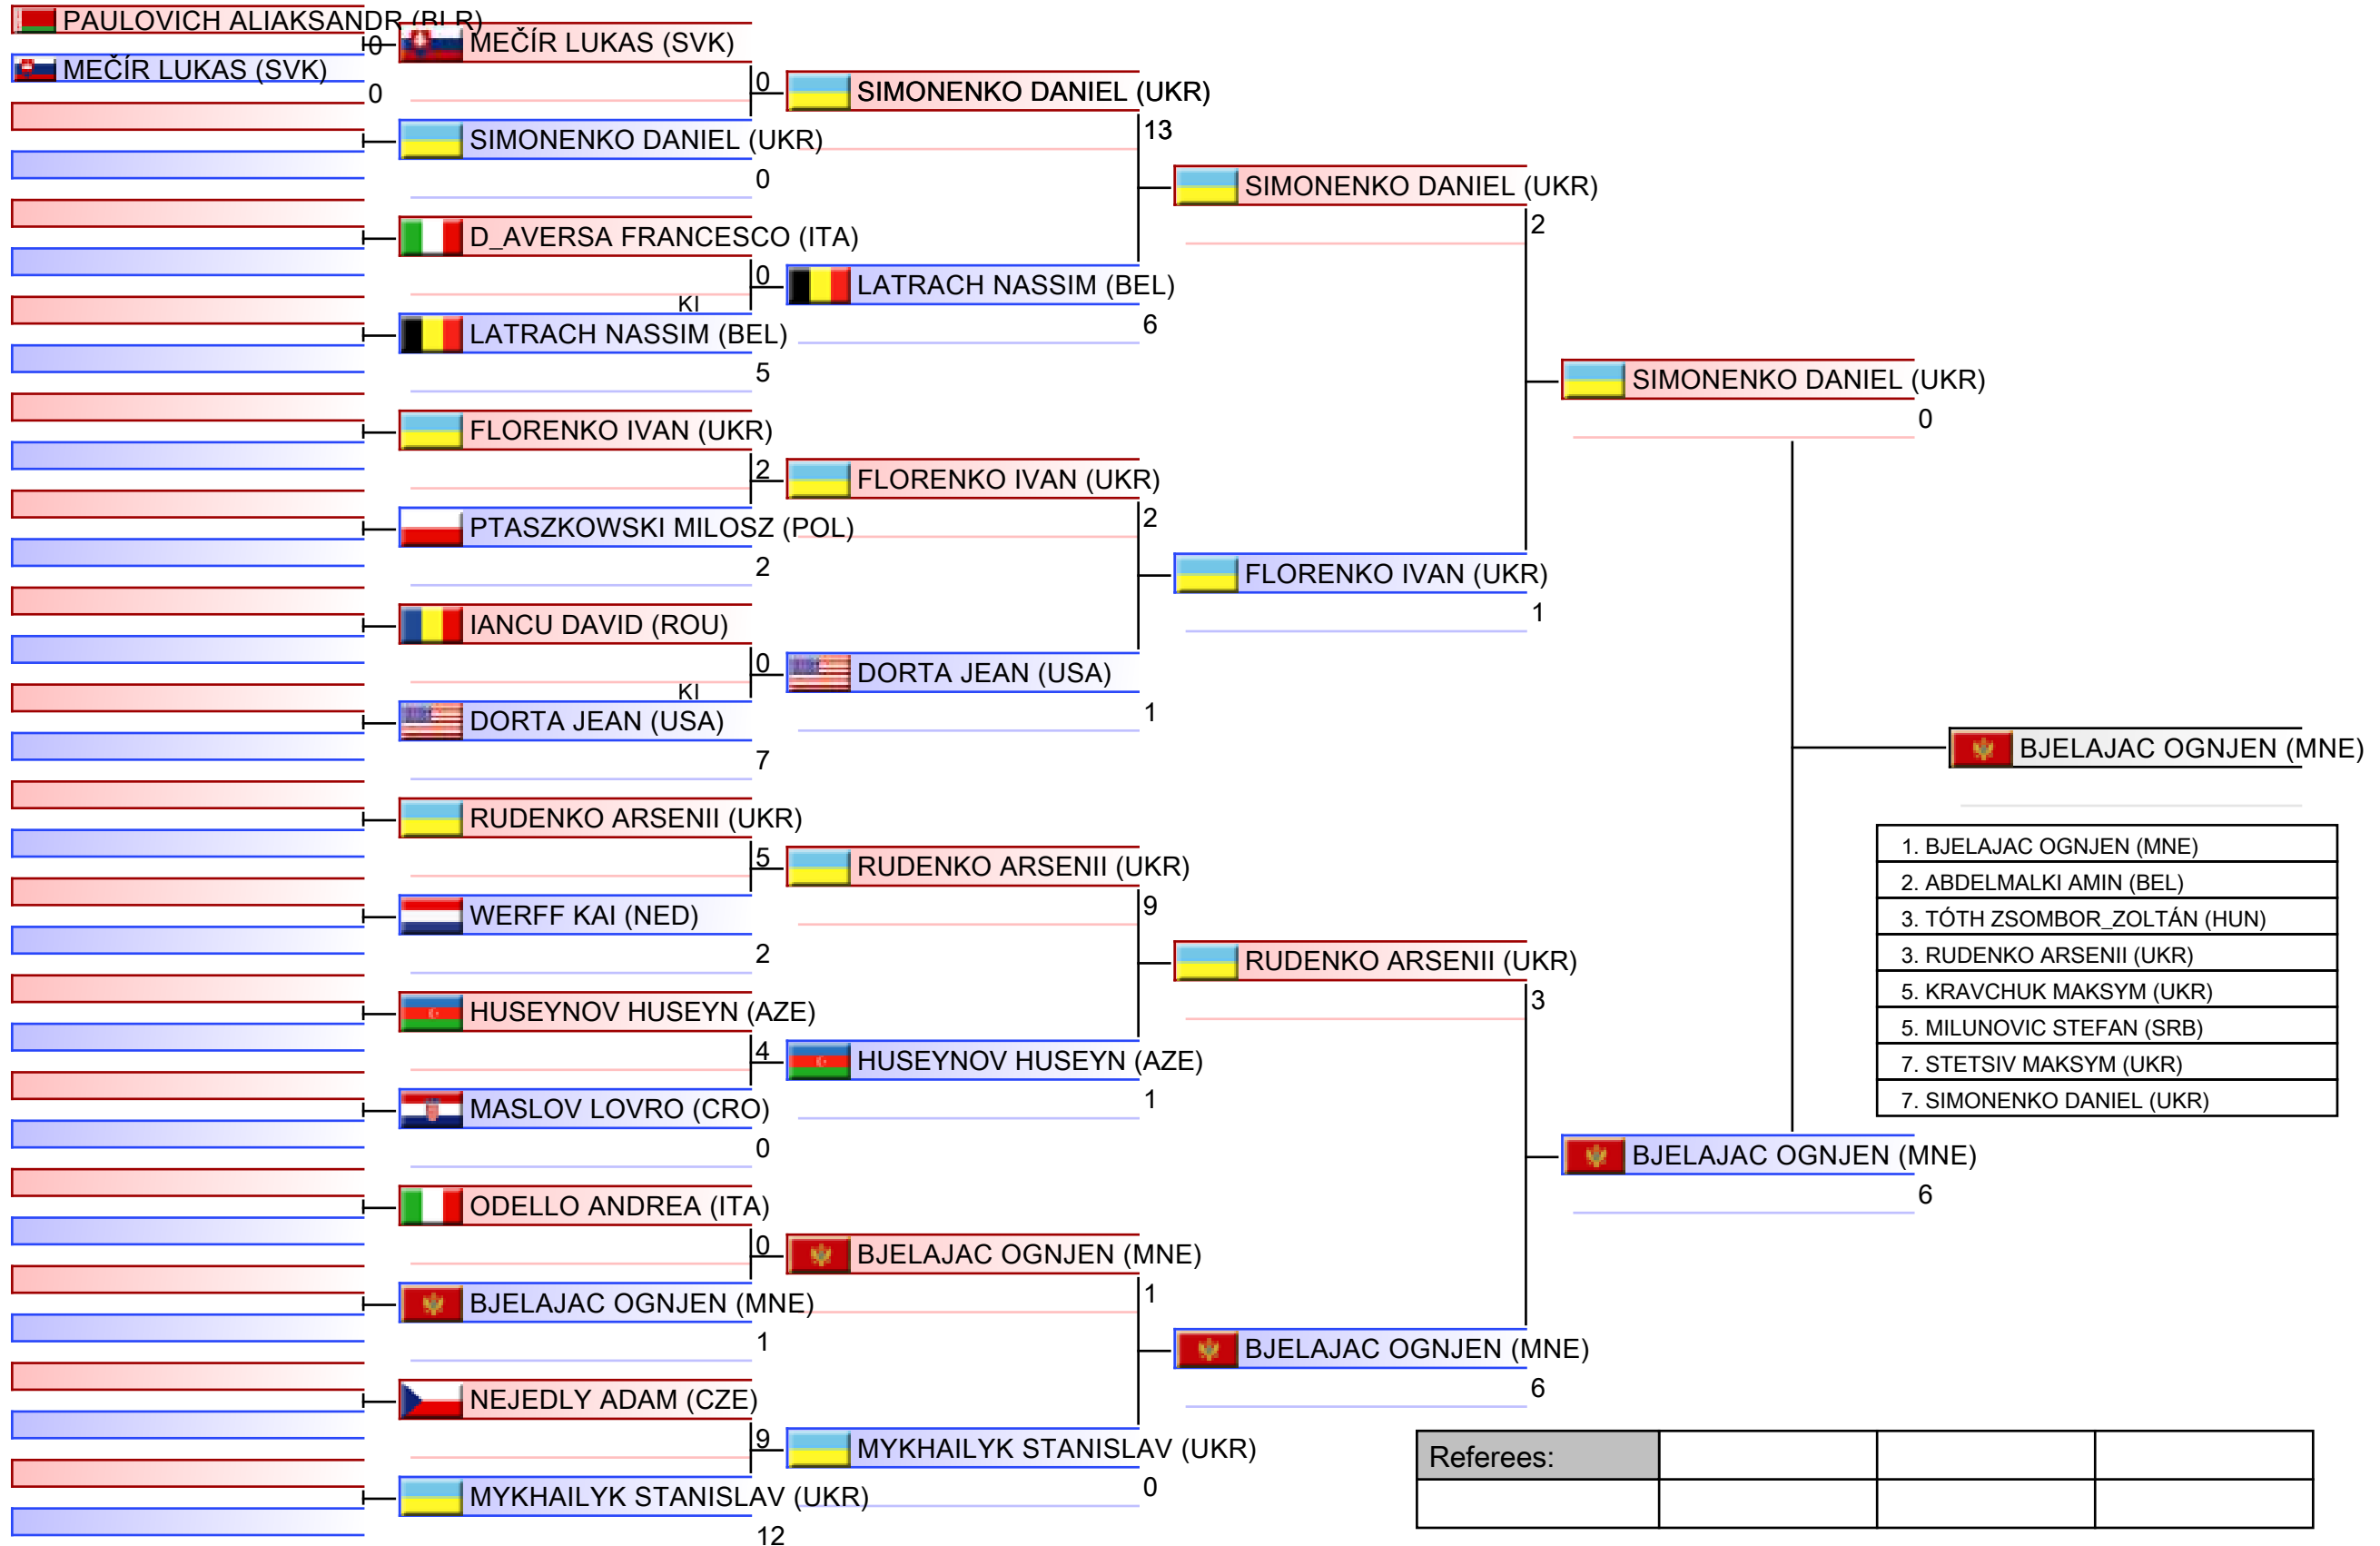 PAULOVICH ALIAKSANDR (BLR)
0
MEČÍR LUKAS (SVK)
0
MEČÍR LUKAS (SVK)
0
SIMONENKO DANIEL (UKR)
0
D_AVERSA FRANCESCO (ITA)
0
KI
LATRACH NASSIM (BEL)
5
FLORENKO IVAN (UKR)
2
PTASZKOWSKI MILOSZ (POL)
2
IANCU DAVID (ROU)
0
KI
DORTA JEAN (USA)
7
RUDENKO ARSENII (UKR)
5
WERFF KAI (NED)
2
HUSEYNOV HUSEYN (AZE)
4
MASLOV LOVRO (CRO)
0
ODELLO ANDREA (ITA)
0
BJELAJAC OGNJEN (MNE)
1
NEJEDLY ADAM (CZE)
9
MYKHAILYK STANISLAV (UKR)
12
SIMONENKO DANIEL (UKR)
13
LATRACH NASSIM (BEL)
6
FLORENKO IVAN (UKR)
2
DORTA JEAN (USA)
1
RUDENKO ARSENII (UKR)
9
HUSEYNOV HUSEYN (AZE)
1
BJELAJAC OGNJEN (MNE)
1
MYKHAILYK STANISLAV (UKR)
0
SIMONENKO DANIEL (UKR)
2
FLORENKO IVAN (UKR)
1
RUDENKO ARSENII (UKR)
3
BJELAJAC OGNJEN (MNE)
6
SIMONENKO DANIEL (UKR)
0
BJELAJAC OGNJEN (MNE)
6
BJELAJAC OGNJEN (MNE)
1. BJELAJAC OGNJEN (MNE)
2. ABDELMALKI AMIN (BEL)
3. TÓTH ZSOMBOR_ZOLTÁN (HUN)
3. RUDENKO ARSENII (UKR)
5. KRAVCHUK MAKSYM (UKR)
5. MILUNOVIC STEFAN (SRB)
7. STETSIV MAKSYM (UKR)
7. SIMONENKO DANIEL (UKR)
Referees: